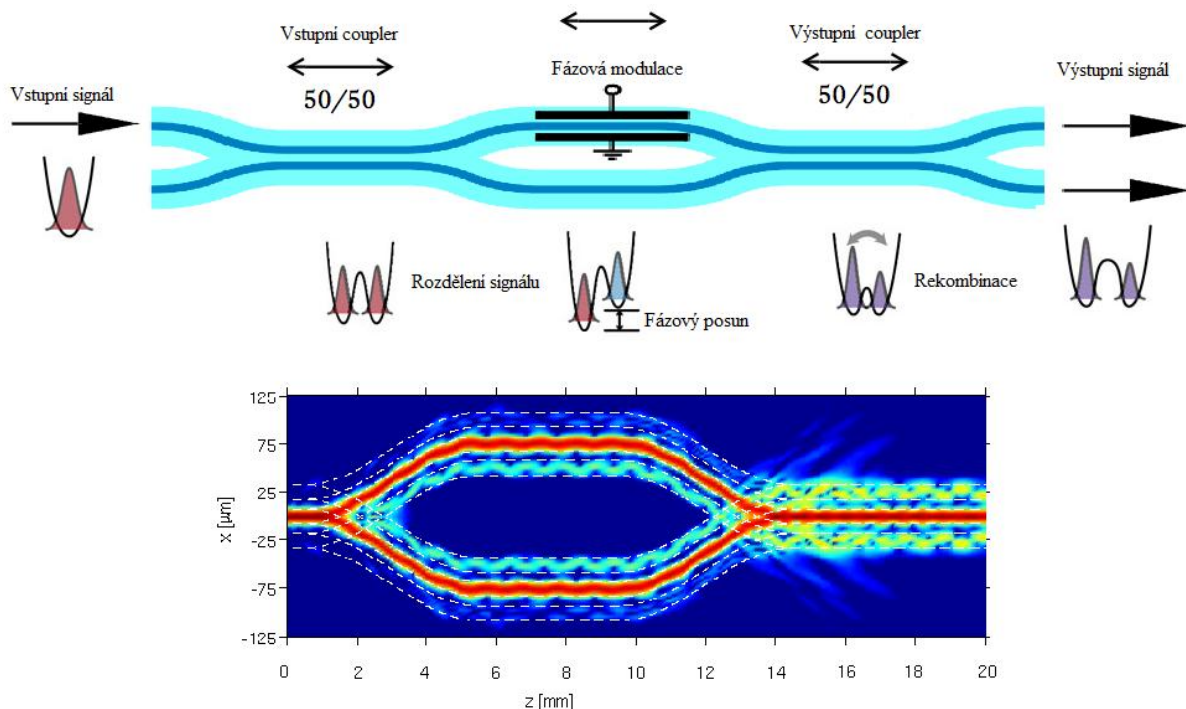 Vstupní coupler
Výstupní coupler
Fázová modulace
Výstupní signál
Vstupní signál
50/50
50/50
Rozdělení signálu
Rekombinace
Fázový posun
125
75
25
-25
-75
-125
x [µm]
0 2 4 6 8 10 12 14 16 18 20
z [mm]